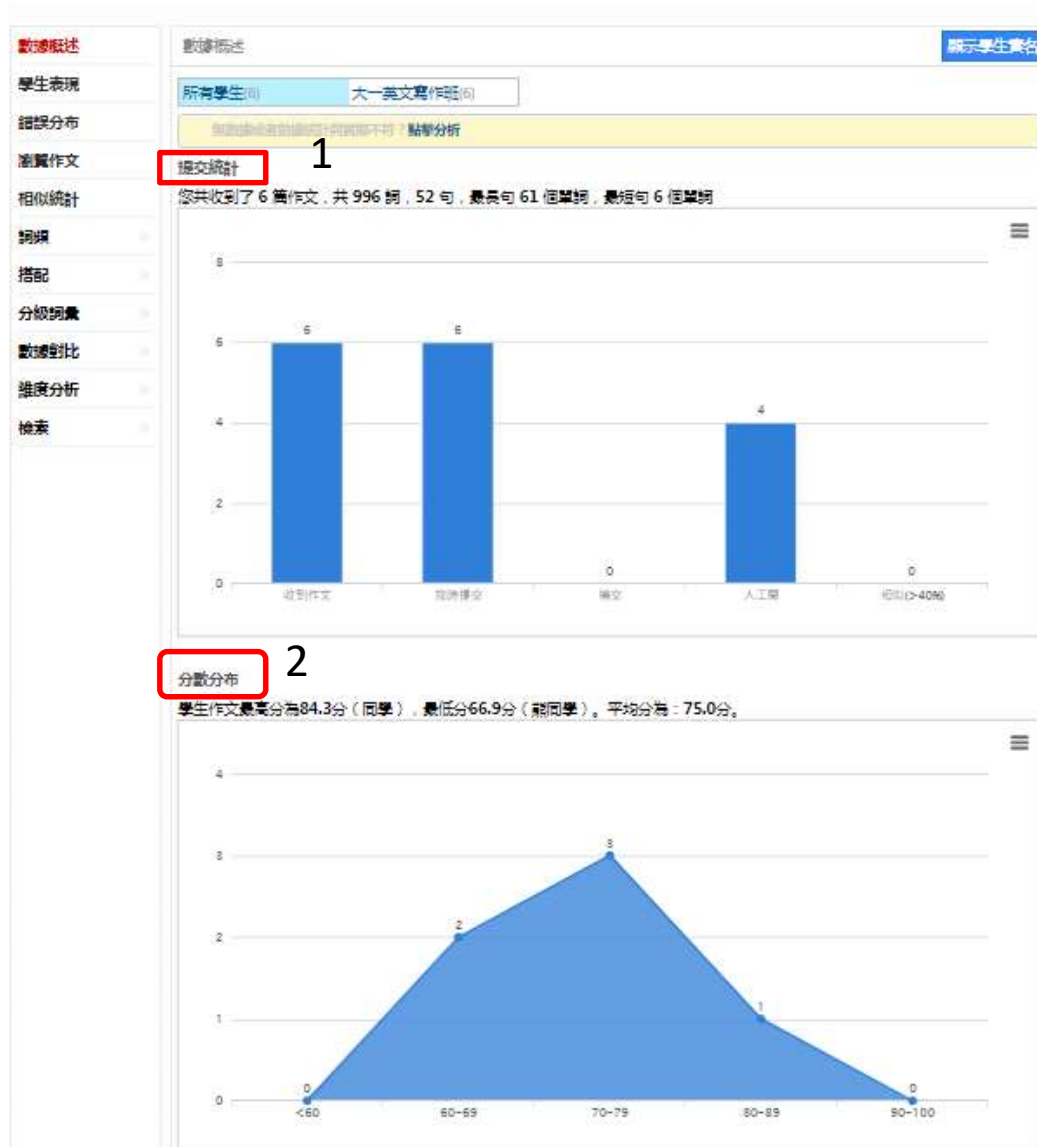 數據概述
學生表現
錯誤分布
瀏覽作文
相似統計
詞頻
搭配
分級詞彙
數據對比
維度分析
檢索
數據概述
顯示學生實名
所有學生(6)
大一英文寫作班(6)
點擊分析
1
提交統計
您共收到了 6 篇作文，共 996 詞，52 句，最長句 61 個單詞，最短句 6 個單詞
8
6
4
2
0
6
6
0
4
0
收到作文
按時提交
補交
人工閱
相似(>40%)
2
分數分布
學生作文最高分為84.3分（同學），最低分66.9分（熊同學）。平均分為：75.0分。
4
3
2
1
0
0
2
3
1
0
<60
60~69
70~79
80~89
90~100